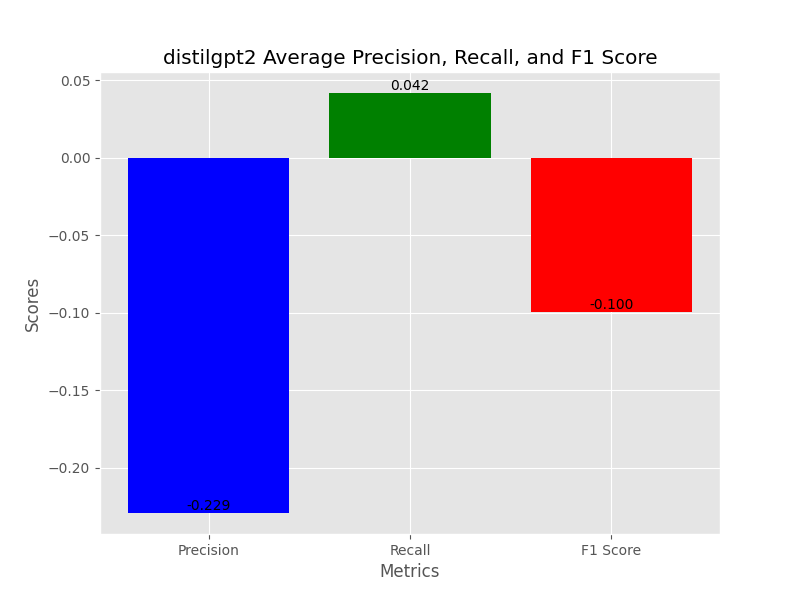 distilgpt2 Average Precision, Recall, and F1 Score
0.05
0.00
−0.05
−0.10
−0.15
−0.20
Scores
-0.229
0.042
-0.100
Precision Recall F1 Score
Metrics